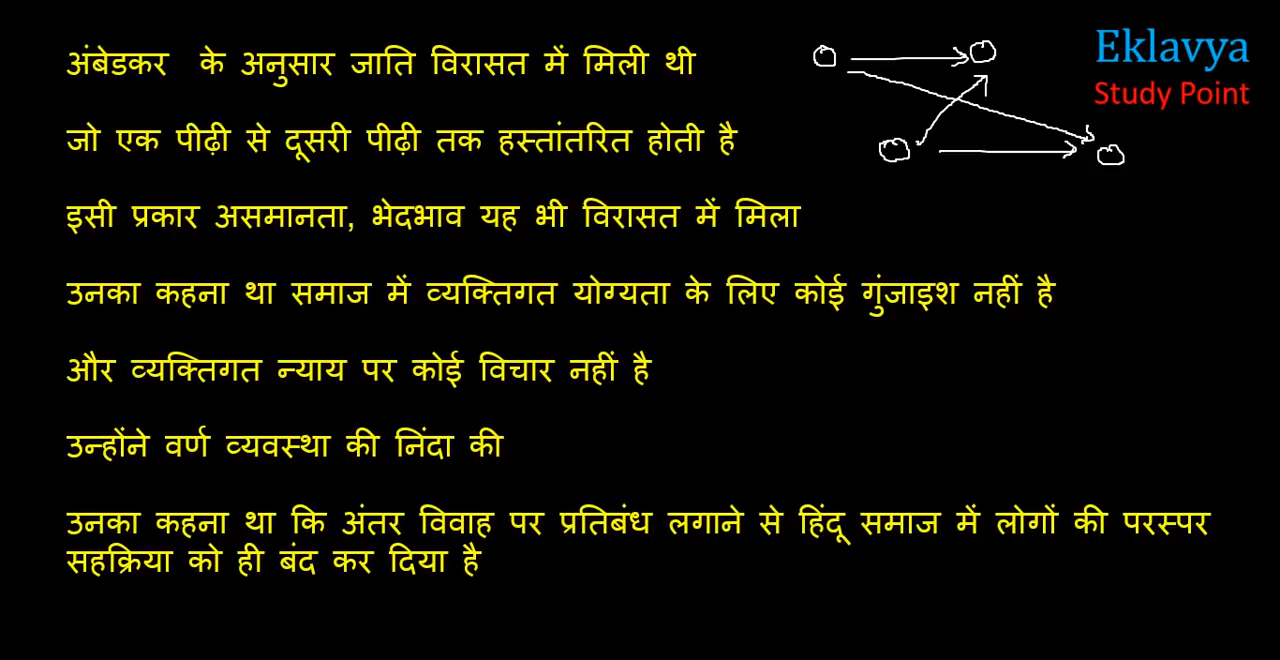 अंबेडकर के अनुसार जाति विरासत में मिली थी
Eklavya
Study Point
जो एक पीढ़ी से दूसरी पीढ़ी तक हस्तांतरित होती है
इसी प्रकार असमानता, भेदभाव यह भी विरासत में मिला
उनका कहना था समाज में व्यक्तिगत योग्यता के लिए कोई गुंजाइश नहीं है
और व्यक्तिगत न्याय पर कोई विचार नहीं है
उन्होंने वर्ण व्यवस्था की निंदा की
उनका कहना था कि अंतर विवाह पर प्रतिबंध लगाने से हिंदू समाज में लोगों की परस्पर
सहक्रिया को ही बंद कर दिया है